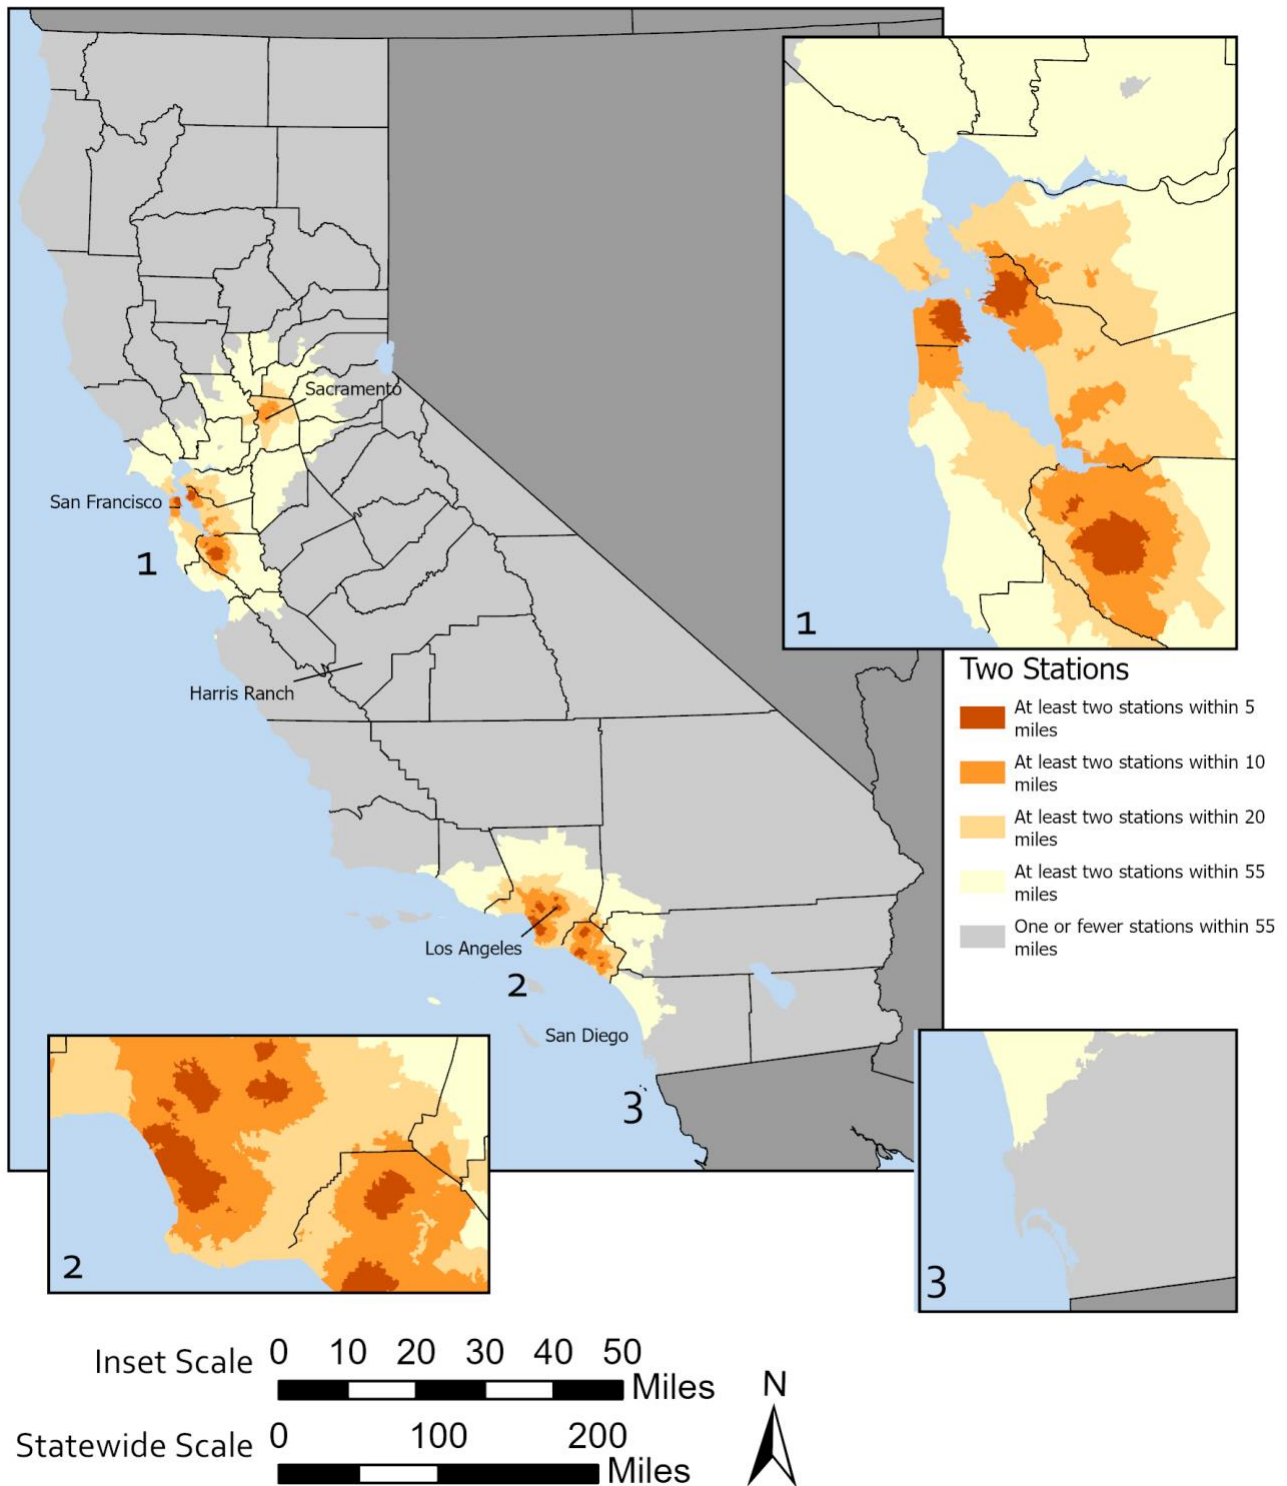 Sacramento
San Francisco
1
Harris Ranch
Los Angeles
2
San Diego
3
1
Two Stations
At least two stations within 5
miles
At least two stations within 10
miles
At least two stations within 20
miles
At least two stations within 55
miles
One or fewer stations within 55
miles
2
3
Inset Scale 0 10 20 30 40 50 Miles
Statewide Scale 0 100 200 Miles
N